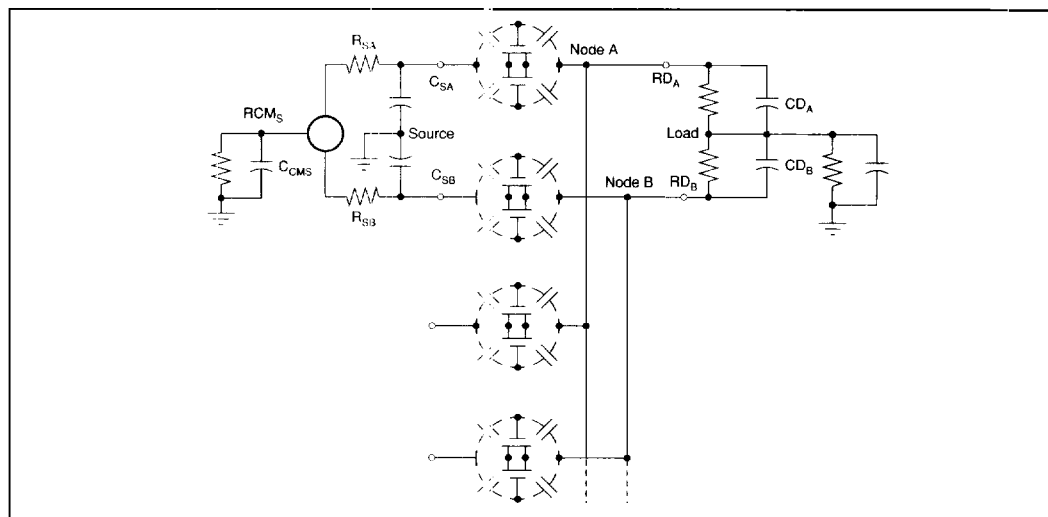 R_SA
Node A
C_SA
RD_A
CD_A
RCM_S
Source
Load
C_CMS
C_SB
Node B
RD_B
CD_B
R_SB